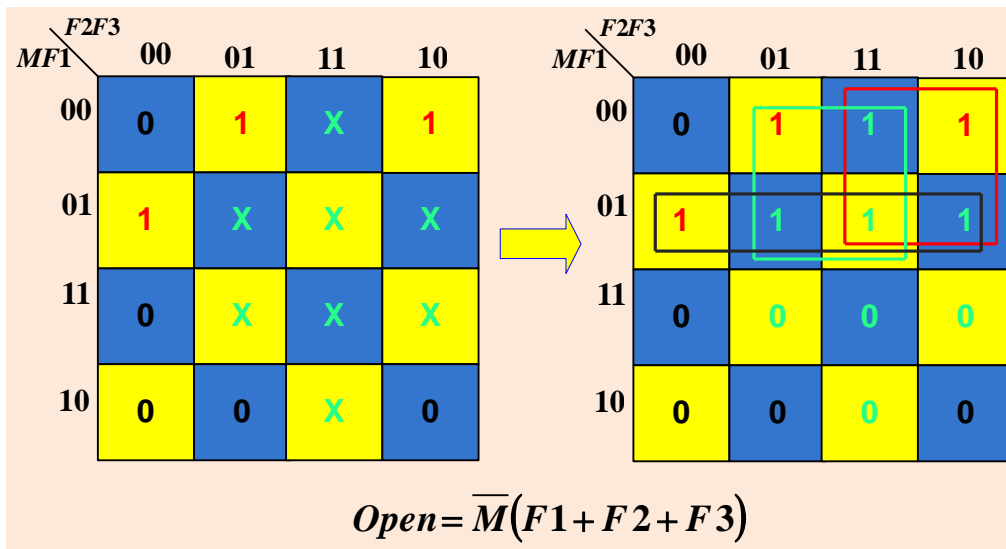 F2F3 F2F3
MF1 00 01 11 10 MF1 00 01 11 10
00 0 1 X 1 00 0 1 1 1
01 1 X X X 01 1 1 1 1
11 0 X X X 11 0 0 0 0
10 0 0 X 0 10 0 0 0 0
Open = M̅(F1 + F2 + F3)